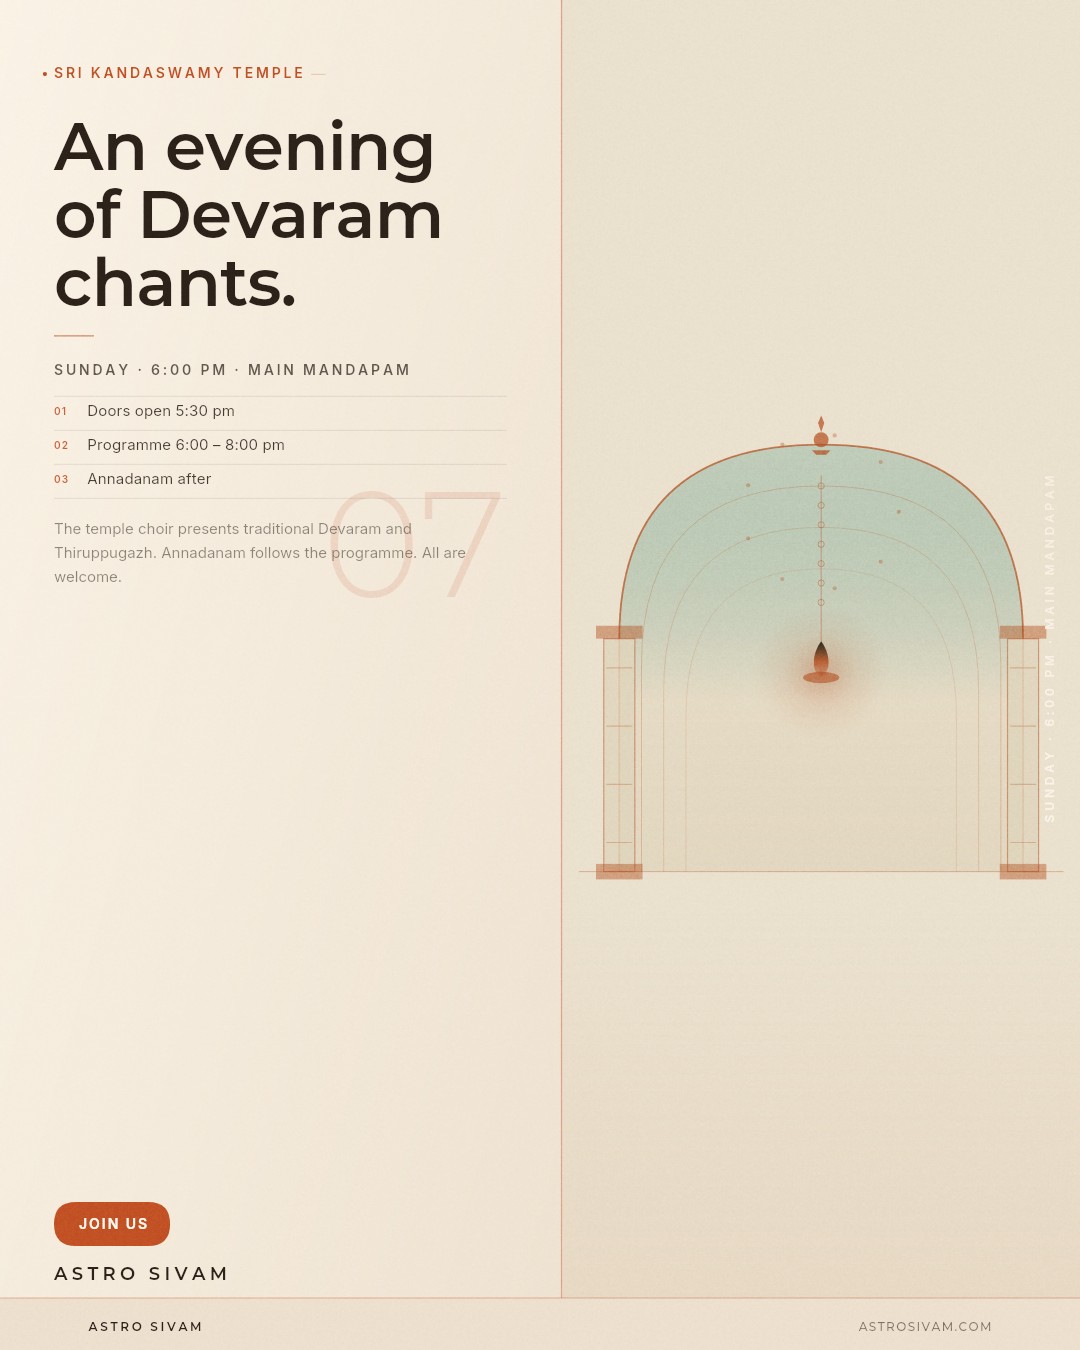 • SRI KANDASWAMY TEMPLE —
An evening
of Devaram
chants.
SUNDAY · 6:00 PM · MAIN MANDAPAM
01 Doors open 5:30 pm
02 Programme 6:00 – 8:00 pm
03 Annadanam after
07
The temple choir presents traditional Devaram and
Thiruppugazh. Annadanam follows the programme. All are
welcome.
SUNDAY · 6:00 PM · MAIN MANDAPAM
JOIN US
ASTRO SIVAM
ASTRO SIVAM
ASTROSIVAM.COM